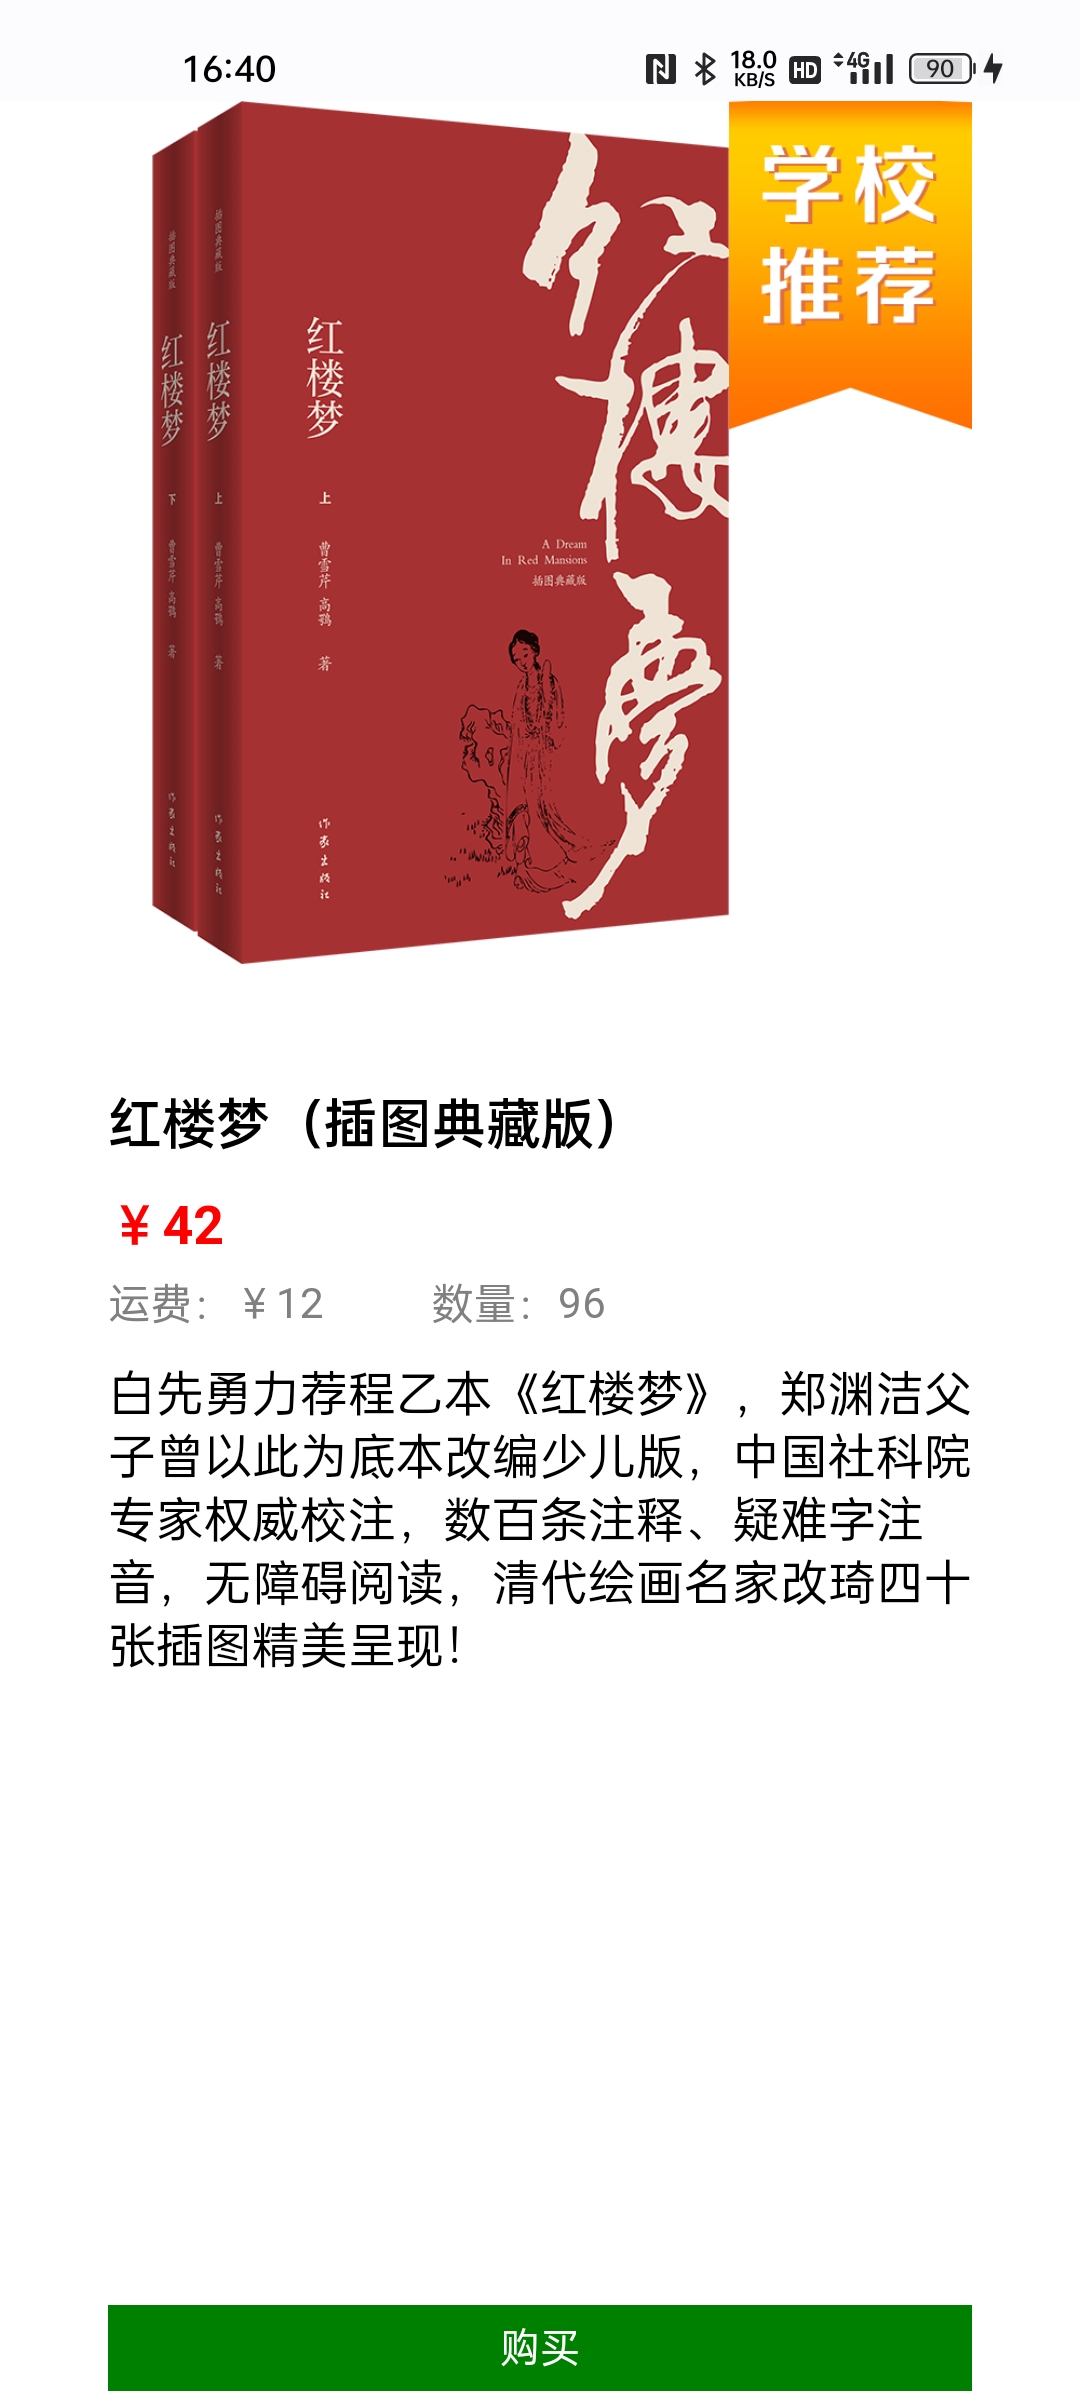 16:40
18.0
KB/S
HD
4G
90
插图典藏版
红楼梦
下
曹雪芹 高鹗 著
作家出版社
插图典藏版
红楼梦
上
曹雪芹 高鹗 著
作家出版社
红楼梦
上
曹雪芹 高鹗 著
作家出版社
红楼梦
A Dream
In Red Mansions
插图典藏版
学校
推荐
红楼梦（插图典藏版）
￥42
运费：￥12
数量：96
白先勇力荐程乙本《红楼梦》，郑渊洁父
子曾以此为底本改编少儿版，中国社科院
专家权威校注，数百条注释、疑难字注
音，无障碍阅读，清代绘画名家改琦四十
张插图精美呈现！
购买